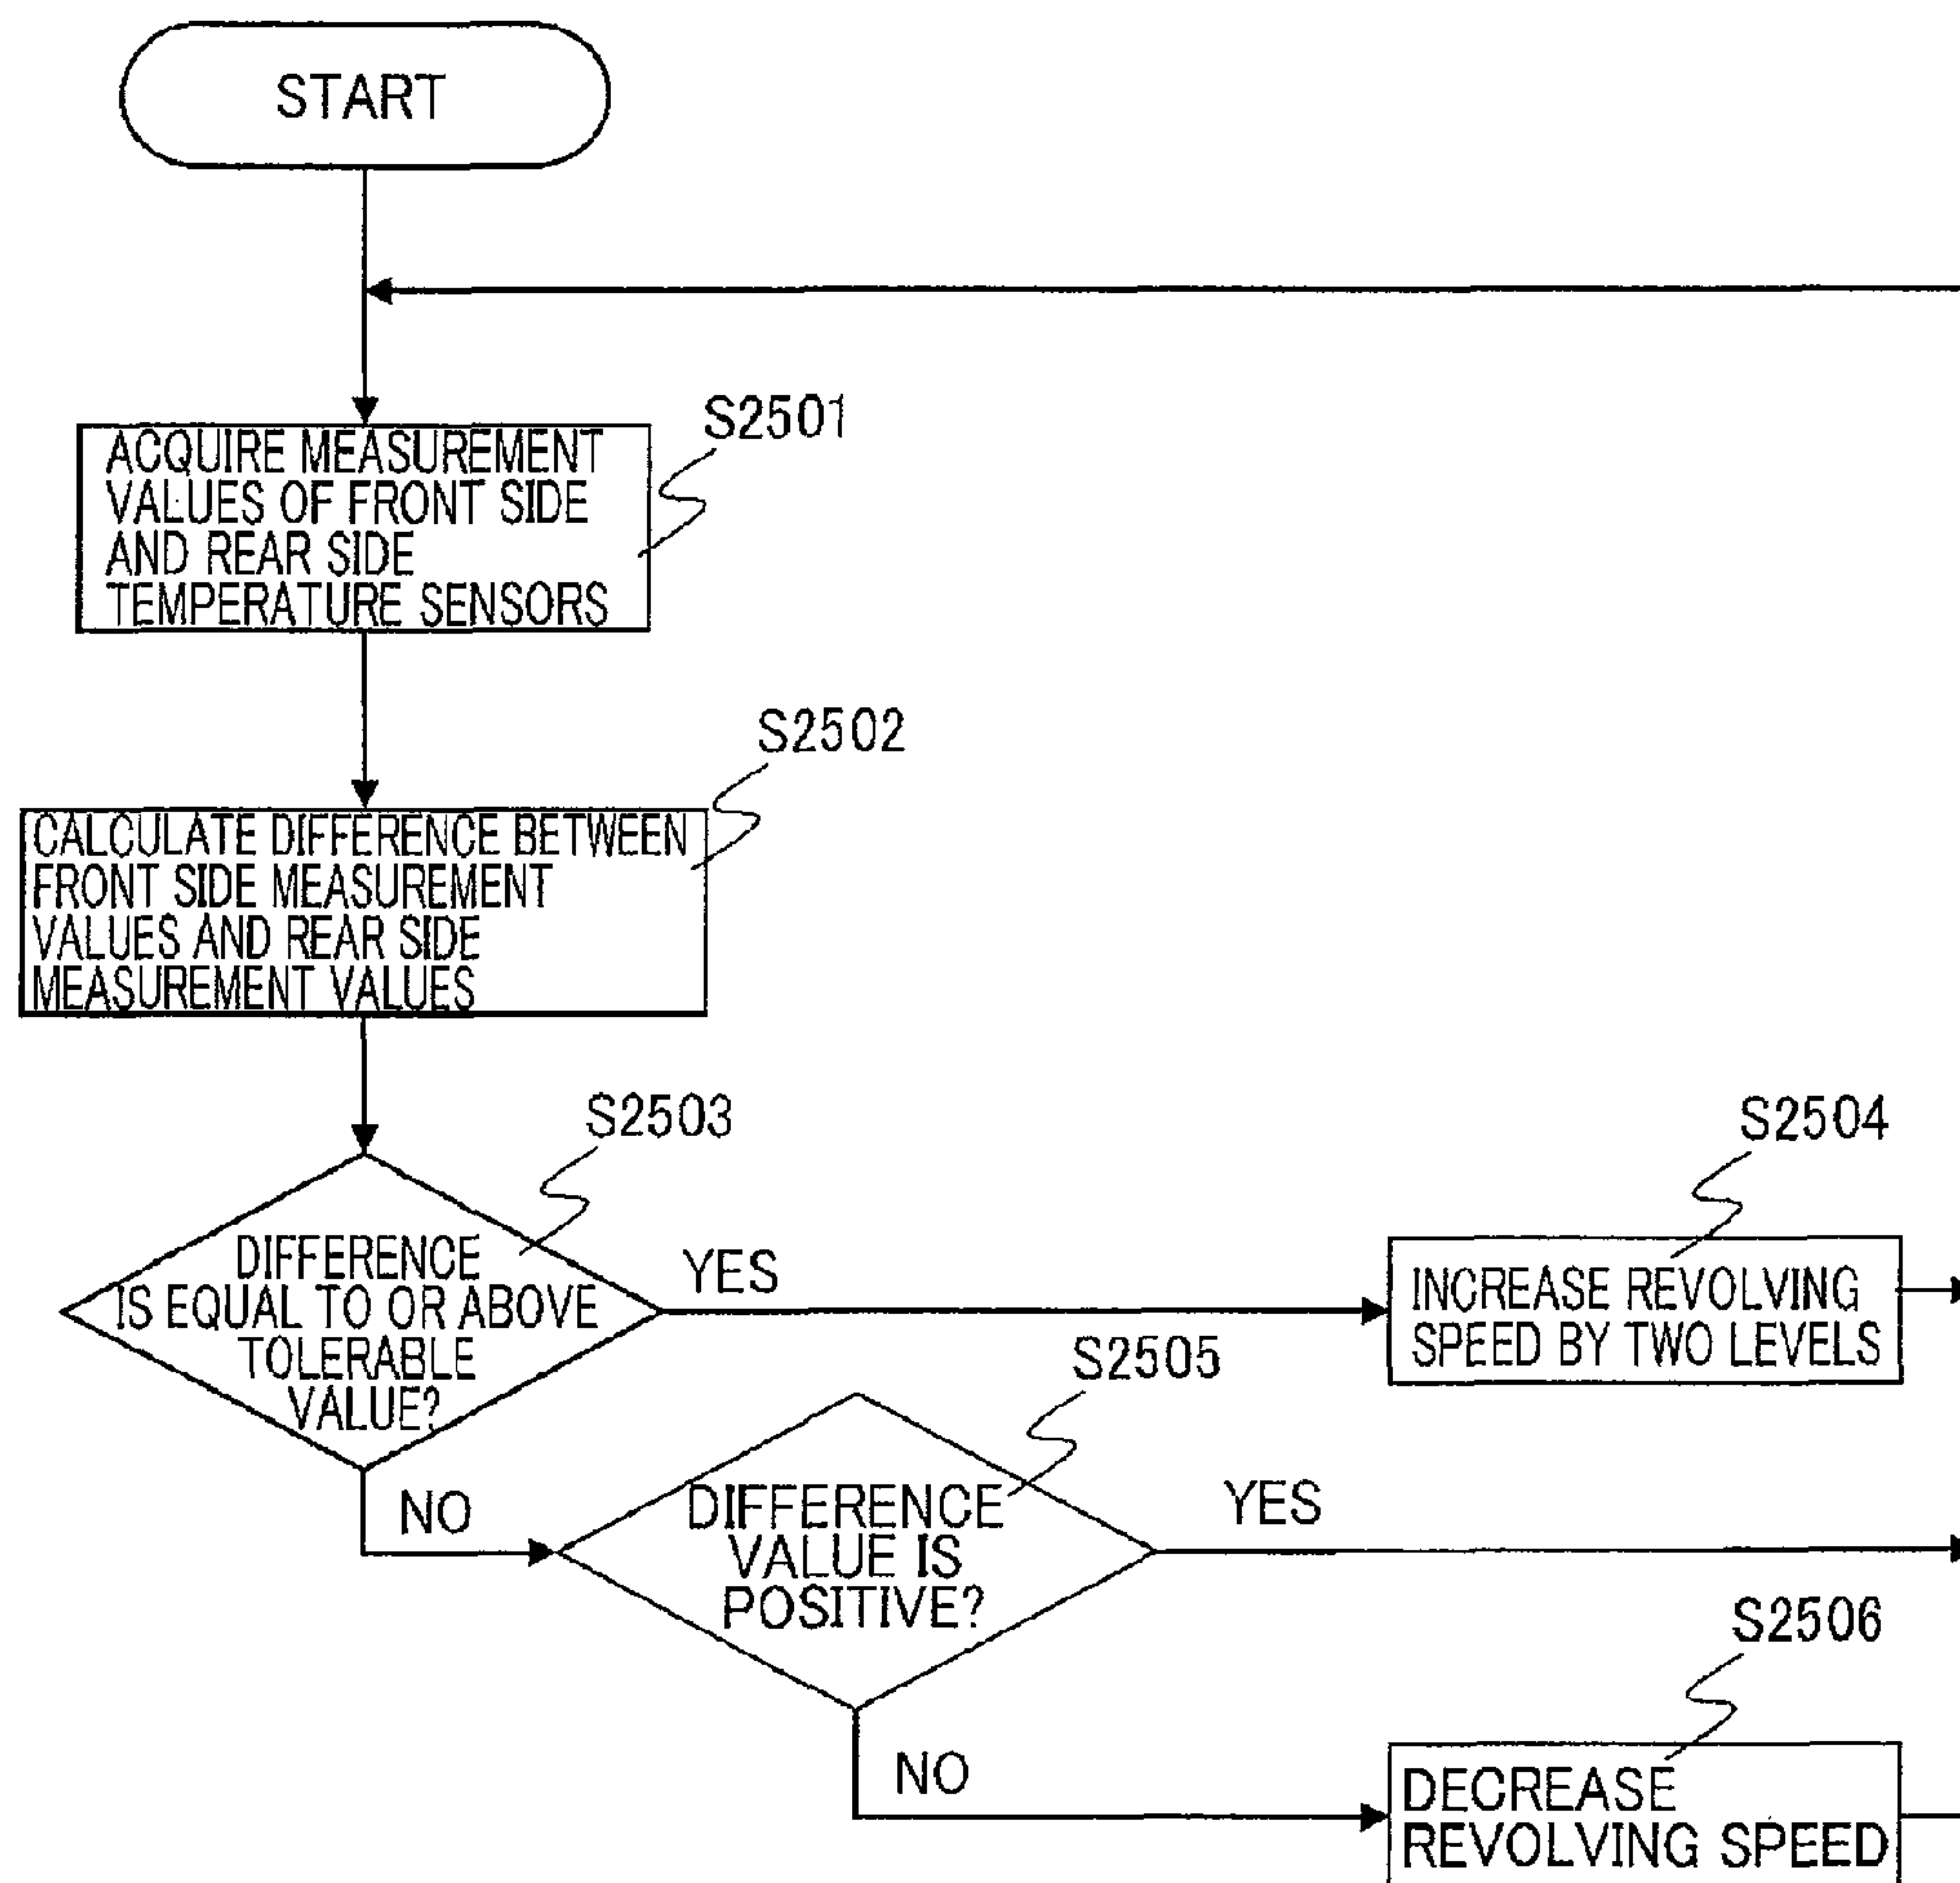 START
S2501
ACQUIRE MEASUREMENT
VALUES OF FRONT SIDE
AND REAR SIDE
TEMPERATURE SENSORS
S2502
CALCULATE DIFFERENCE BETWEEN
FRONT SIDE MEASUREMENT
VALUES AND REAR SIDE
MEASUREMENT VALUES
S2503
DIFFERENCE
IS EQUAL TO OR ABOVE
TOLERABLE
VALUE?
YES
S2504
INCREASE REVOLVING
SPEED BY TWO LEVELS
NO
S2505
DIFFERENCE
VALUE IS
POSITIVE?
YES
NO
S2506
DECREASE
REVOLVING SPEED